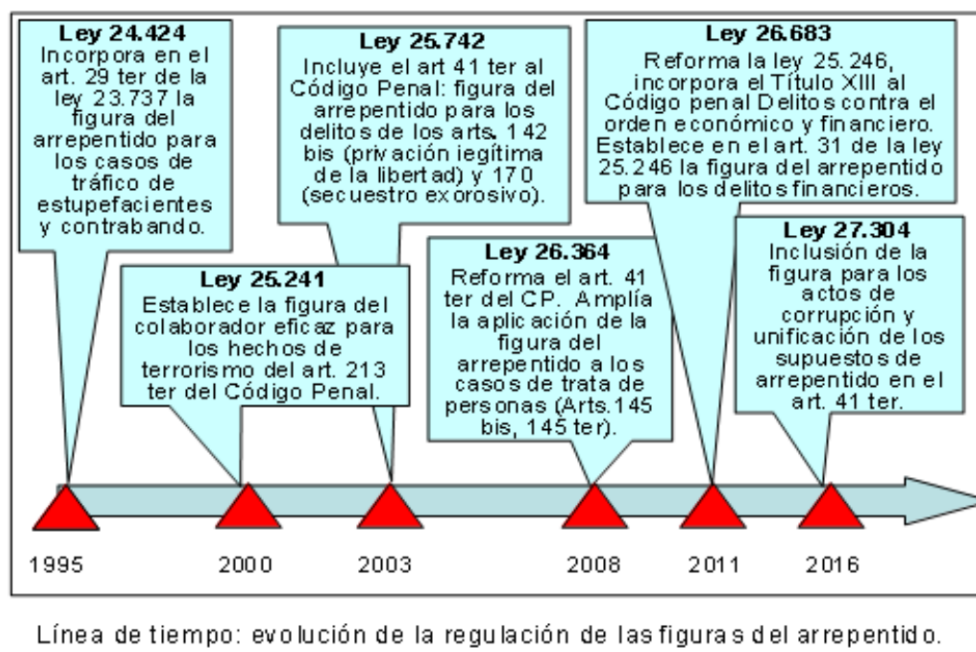 Ley 24.424
Incorpora en el
art. 29 ter de la
ley 23.737 la
figura del
arrepentido para
los casos de
tráfico de
estupefacientes
y contrabando.
Ley 25.241
Establece la figura del
colaborador eficaz para
los hechos de
terrorismo del art. 213
ter del Código Penal.
Ley 25.742
Incluye el art 41 ter al
Código Penal: figura del
arrepentido para los
delitos de los arts. 142
bis (privación iegítima
de la libertad) y 170
(secuestro exorosivo).
Ley 26.364
Reforma el art. 41
ter del CP. Amplía
la aplicación de la
figura del
arrepentido a los
casos de trata de
personas (Arts.145
bis, 145 ter).
Ley 26.683
Reforma la ley 25.246,
incorpora el Título XIII al
Código penal Delitos contra el
orden económico y financiero.
Establece en el art. 31 de la ley
25.246 la figura del arrepentido
para los delitos financieros.
Ley 27.304
Inclusión de la
figura para los
actos de
corrupción y
unificación de los
supuestos de
arrepentido en el
art. 41 ter.
1995 2000 2003 2008 2011 2016
Línea de tiempo: evolución de la regulación de las figuras del arrepentido.